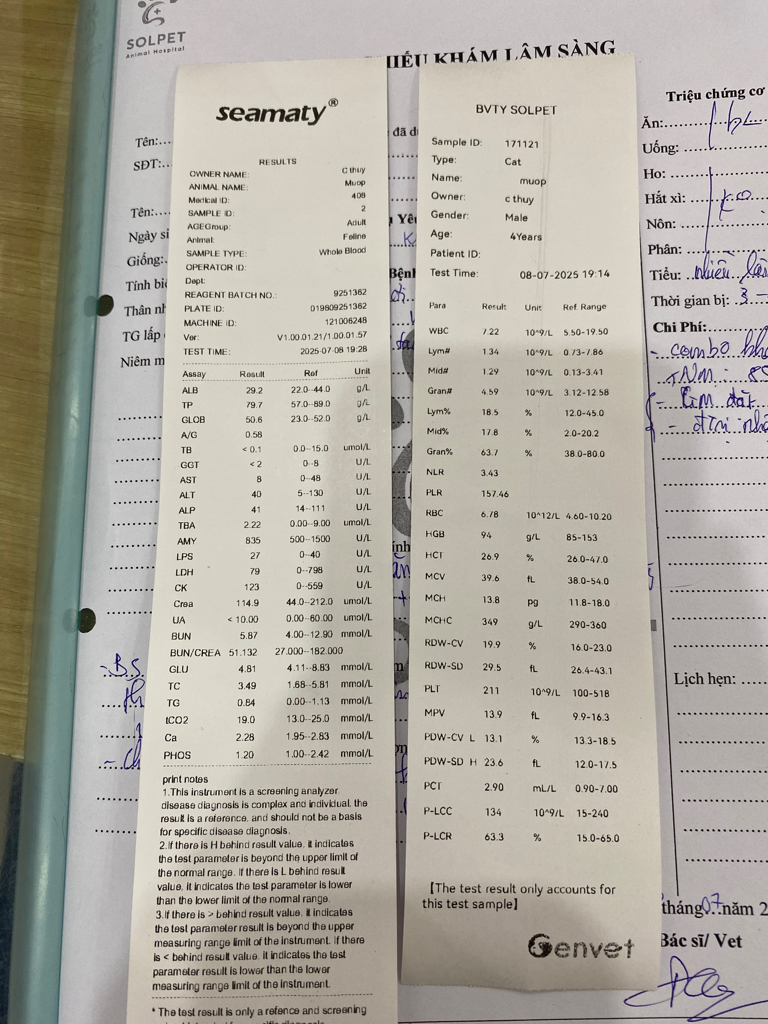 SOLPET
Animal Hospital
PHIẾU KHÁM LÂM SÀNG
Tên:
SĐT:
Tên:
Giống:
TG lấp
Niêm m
seamaty®
RESULTS
OWNER NAME: C thuy
ANIMAL NAME: Muop
Medical ID: 408
SAMPLE ID: 2
AGEGroup: Adult
Animal: Feline
SAMPLE TYPE: Whole Blood
OPERATOR ID:
Dept:
REAGENT BATCH NO.: 9251362
PLATE ID: 019609251362
MACHINE ID: 121006248
Ver: V1.00.01.21/1.00.01.57
TEST TIME: 2025-07-08 19:28
Assay Result Ref Unit
ALB 29.2 22.0--44.0 g/L
TP 79.7 57.0--89.0 g/L
GLOB 50.6 23.0--52.0 g/L
A/G 0.58
TB < 0.1 0.0--15.0 umol/L
GGT < 2 0--8 U/L
AST 8 0--48 U/L
ALT 40 5--130 U/L
ALP 41 14--111 U/L
TBA 2.22 0.00--9.00 umol/L
AMY 835 500--1500 U/L
LPS 27 0--40 U/L
LDH 79 0--798 U/L
CK 123 0--559 U/L
Crea 114.9 44.0--212.0 umol/L
UA < 10.00 0.00--60.00 umol/L
BUN 5.87 4.00--12.90 mmol/L
BUN/CREA 51.132 27.000--182.000
GLU 4.81 4.11--8.83 mmol/L
TC 3.49 1.68--5.81 mmol/L
TG 0.84 0.00--1.13 mmol/L
tCO2 19.0 13.0--25.0 mmol/L
Ca 2.28 1.95--2.83 mmol/L
PHOS 1.20 1.00--2.42 mmol/L
print notes
1.This instrument is a screening analyzer.
disease diagnosis is complex and individual. the
result is a reference, and should not be a basis
for specific disease diagnosis.
2.If there is H behind result value. it indicates
the test parameter is beyond the upper limit of
the normal range. if there is L behind result
value, it indicates the test parameter is lower
than the lower limit of the normal range.
3.if there is > behind result value. it indicates
the test parameter result is beyond the upper
measuring range limit of the instrument. if there
is < behind result value. it indicates the test
parameter result is lower than the lower
measuring range limit of the instrument.
* The test result is only a refence and screening
BVTY SOLPET
Sample ID: 171121
Type: Cat
Name: muop
Owner: c thuy
Gender: Male
Age: 4Years
Patient ID:
Test Time: 08-07-2025 19:14
Para Result Unit Ref. Range
WBC 7.22 10^9/L 5.50-19.50
Lym# 1.34 10^9/L 0.73-7.86
Mid# 1.29 10^9/L 0.13-3.41
Gran# 4.59 10^9/L 3.12-12.58
Lym% 18.5 % 12.0-45.0
Mid% 17.8 % 2.0-20.2
Gran% 63.7 % 38.0-80.0
NLR 3.43
PLR 157.46
RBC 6.78 10^12/L 4.60-10.20
HGB 94 g/L 85-153
HCT 26.9 % 26.0-47.0
MCV 39.6 fL 38.0-54.0
MCH 13.8 pg 11.8-18.0
MCHC 349 g/L 290-360
RDW-CV 19.9 % 16.0-23.0
RDW-SD 29.5 fL 26.4-43.1
PLT 211 10^9/L 100-518
MPV 13.9 fL 9.9-16.3
PDW-CV L 13.1 % 13.3-18.5
PDW-SD H 23.6 fL 12.0-17.5
PCT 2.90 mL/L 0.90-7.00
P-LCC 134 10^9/L 15-240
P-LCR 63.3 % 15.0-65.0
【The test result only accounts for
this test sample】
Genvet
Triệu chứng cơ
Ăn:
Uống:
Ho:
Hắt xì:
Nôn:
Phân:
Tiểu: nhiều lần
Thời gian bị: 3
Chi Phí:
- combo
Lịch hẹn:
tháng 07 năm 2
Bác sĩ/ Vet